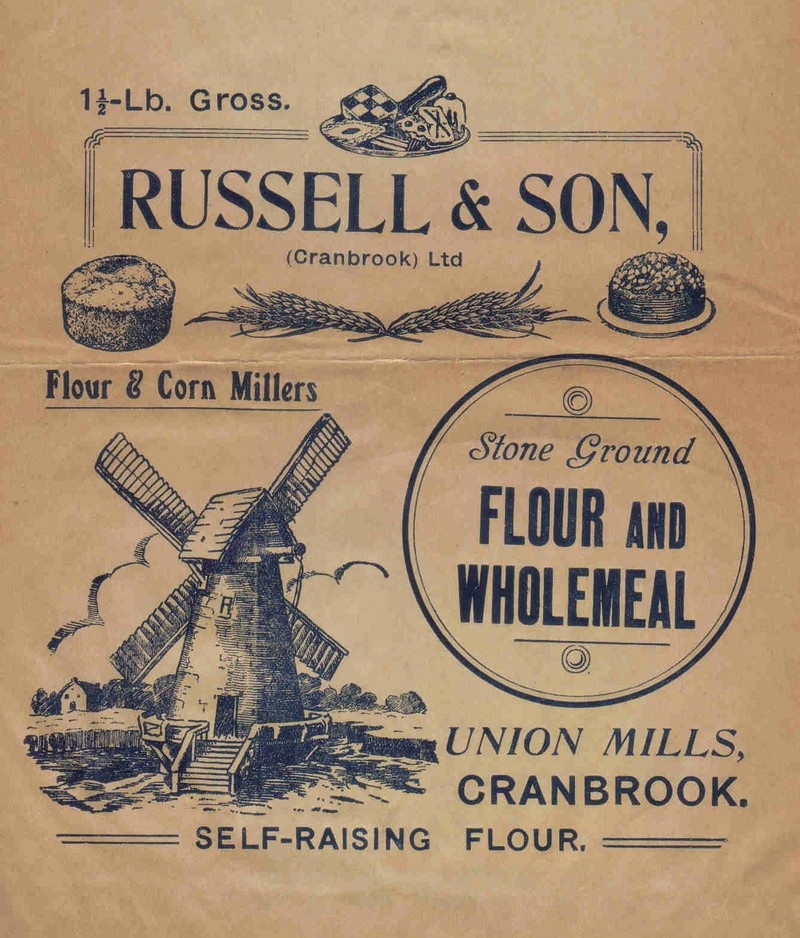 1½-Lb. Gross.
RUSSELL & SON,
(Cranbrook) Ltd
Flour & Corn Millers
Stone Ground
FLOUR AND
WHOLEMEAL
UNION MILLS,
CRANBROOK.
SELF-RAISING FLOUR.